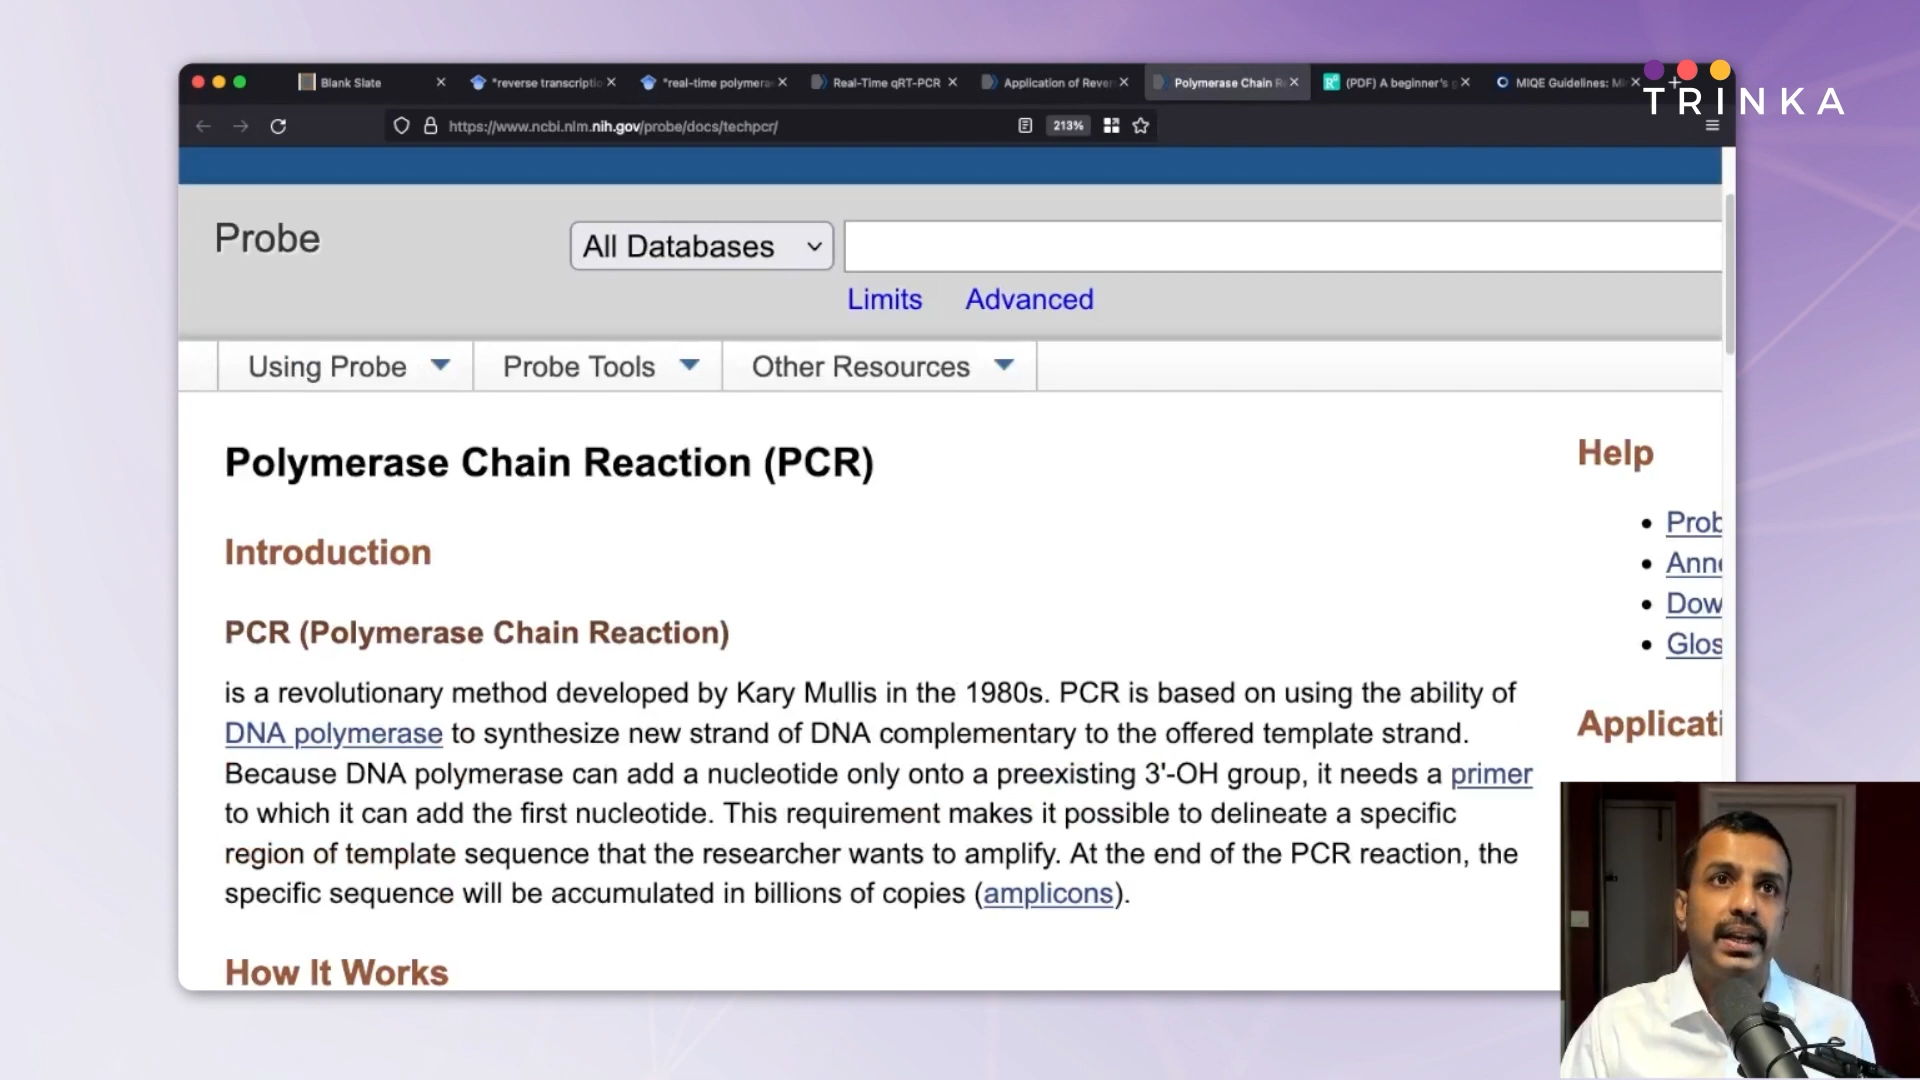 Blank Slate
*reverse transcriptio
*real-time polymera
Real-Time qRT-PCR
Application of Rever
Polymerase Chain R
(PDF) A beginner's g
MIQE Guidelines: M
TRINKA
https://www.ncbi.nlm.nih.gov/probe/docs/techpcr/
213%
Probe
All Databases
Limits
Advanced
Using Probe
Probe Tools
Other Resources
Polymerase Chain Reaction (PCR)
Introduction
PCR (Polymerase Chain Reaction)
is a revolutionary method developed by Kary Mullis in the 1980s. PCR is based on using the ability of
DNA polymerase to synthesize new strand of DNA complementary to the offered template strand.
Because DNA polymerase can add a nucleotide only onto a preexisting 3'-OH group, it needs a primer
to which it can add the first nucleotide. This requirement makes it possible to delineate a specific
region of template sequence that the researcher wants to amplify. At the end of the PCR reaction, the
specific sequence will be accumulated in billions of copies (amplicons).
How It Works
Help
Prob
Anno
Dow
Glos
Applicati